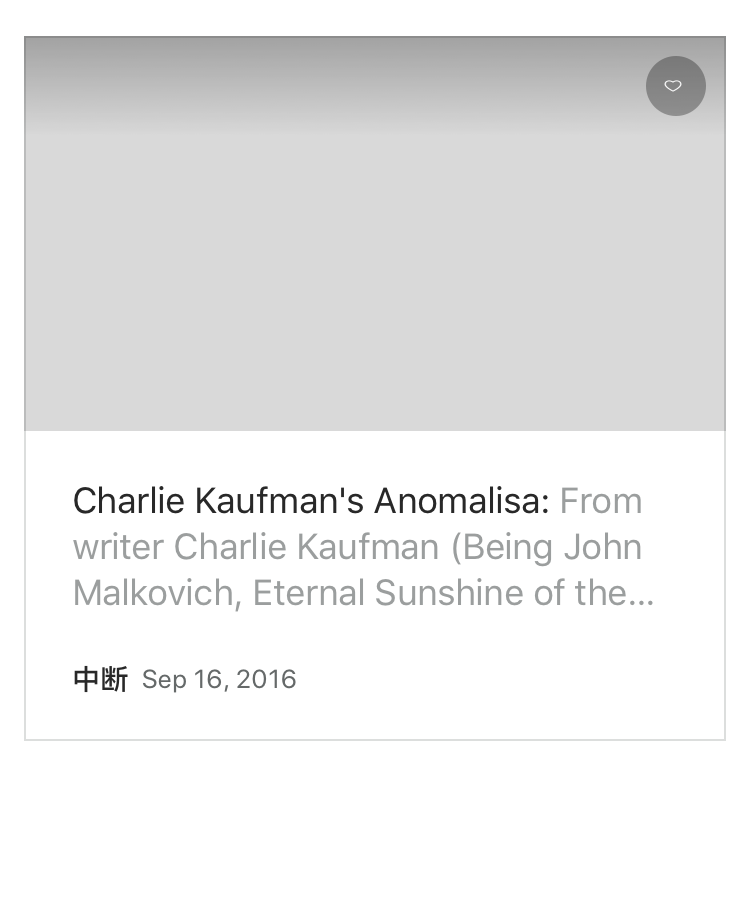 Charlie Kaufman's Anomalisa: From
writer Charlie Kaufman (Being John
Malkovich, Eternal Sunshine of the...
中断 Sep 16, 2016